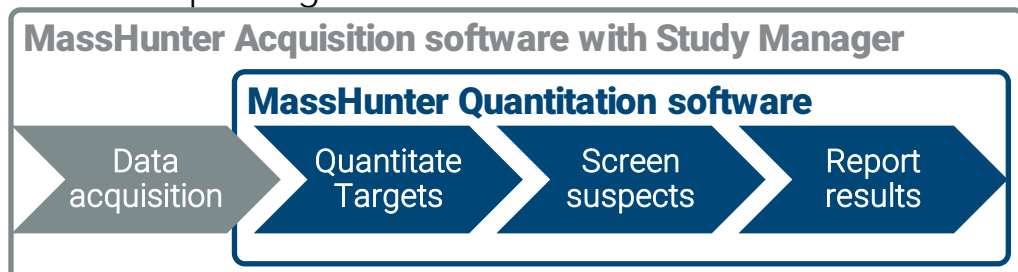 MassHunter Acquisition software with Study Manager
MassHunter Quantitation software
Data
acquisition
Quantitate
Targets
Screen
suspects
Report
results